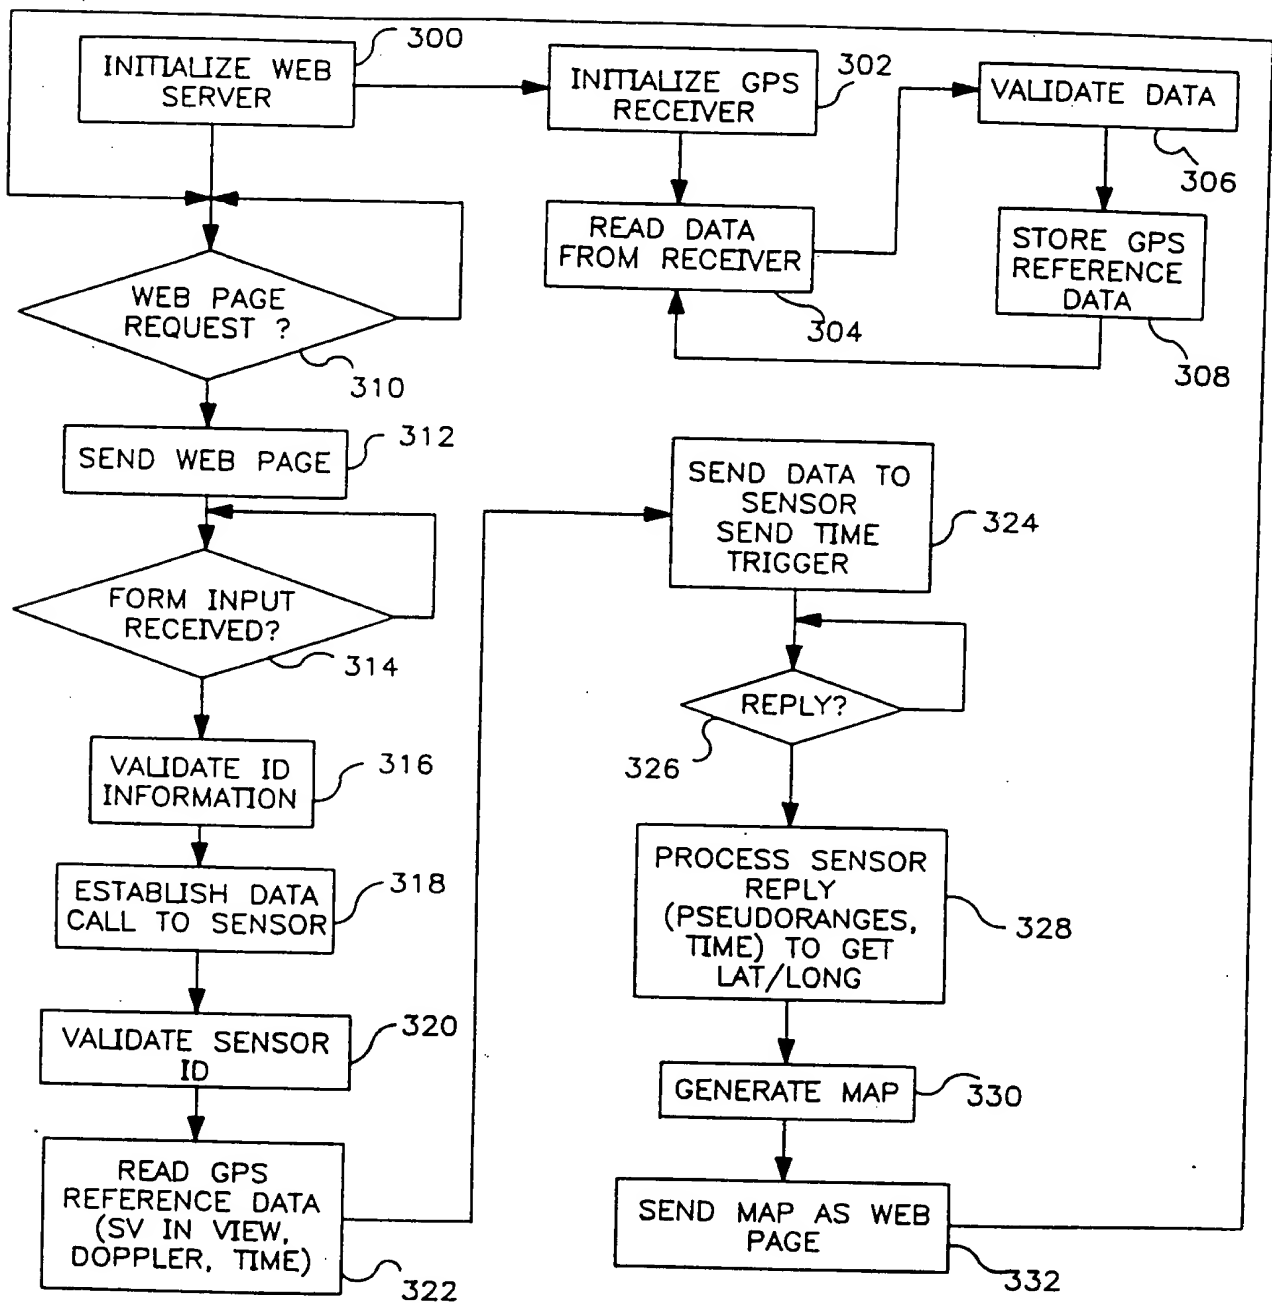 INITIALIZE WEB
SERVER
300
INITIALIZE GPS
RECEIVER
302
VALIDATE DATA
306
READ DATA
FROM RECEIVER
304
STORE GPS
REFERENCE
DATA
308
WEB PAGE
REQUEST ?
310
SEND WEB PAGE
312
FORM INPUT
RECEIVED?
314
VALIDATE ID
INFORMATION
316
ESTABLISH DATA
CALL TO SENSOR
318
VALIDATE SENSOR
ID
320
READ GPS
REFERENCE DATA
(SV IN VIEW,
DOPPLER, TIME)
322
SEND DATA TO
SENSOR
SEND TIME
TRIGGER
324
REPLY?
326
PROCESS SENSOR
REPLY
(PSEUDORANGES,
TIME) TO GET
LAT/LONG
328
GENERATE MAP
330
SEND MAP AS WEB
PAGE
332